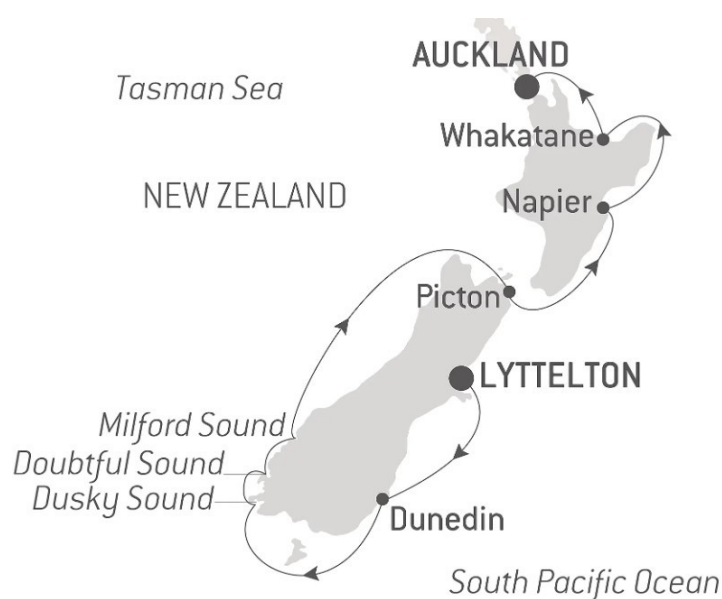 AUCKLAND
Tasman Sea
Whakatane
NEW ZEALAND
Napier
Picton
LYTTELTON
Milford Sound
Doubtful Sound
Dusky Sound
Dunedin
South Pacific Ocean